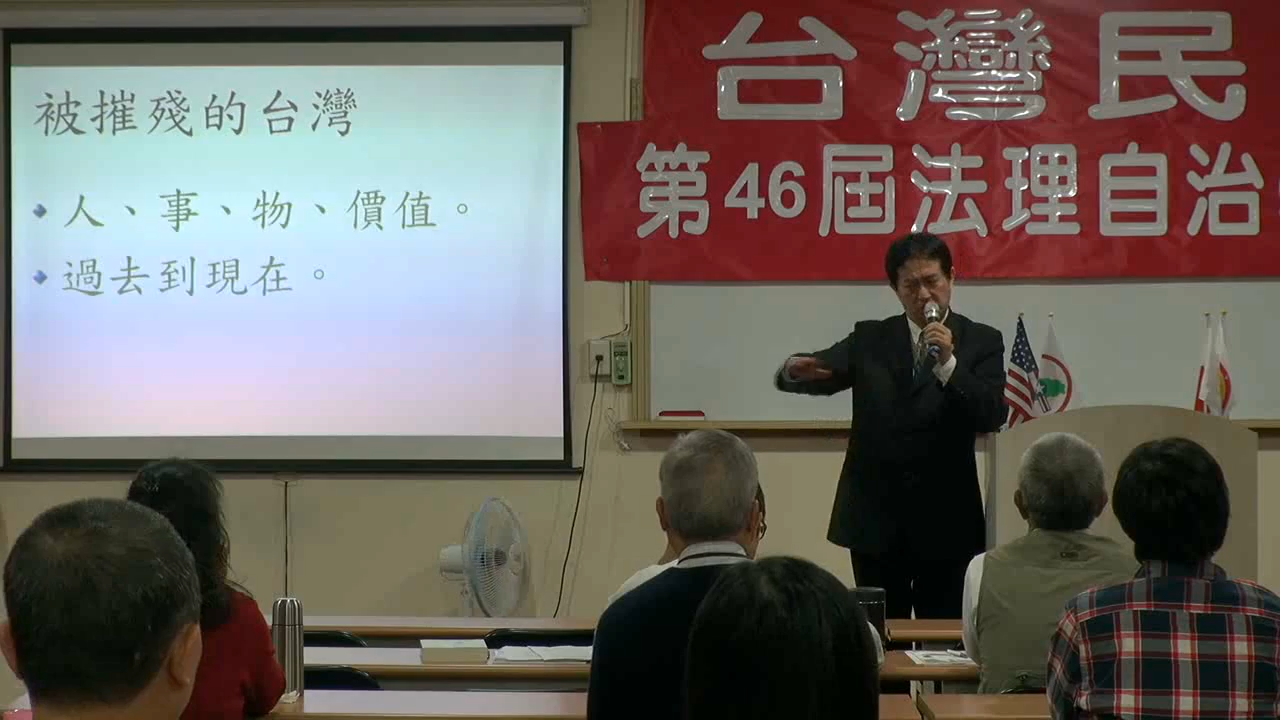 被摧殘的台灣
人、事、物、價值。
過去到現在。
台灣民
第46屆法理自治